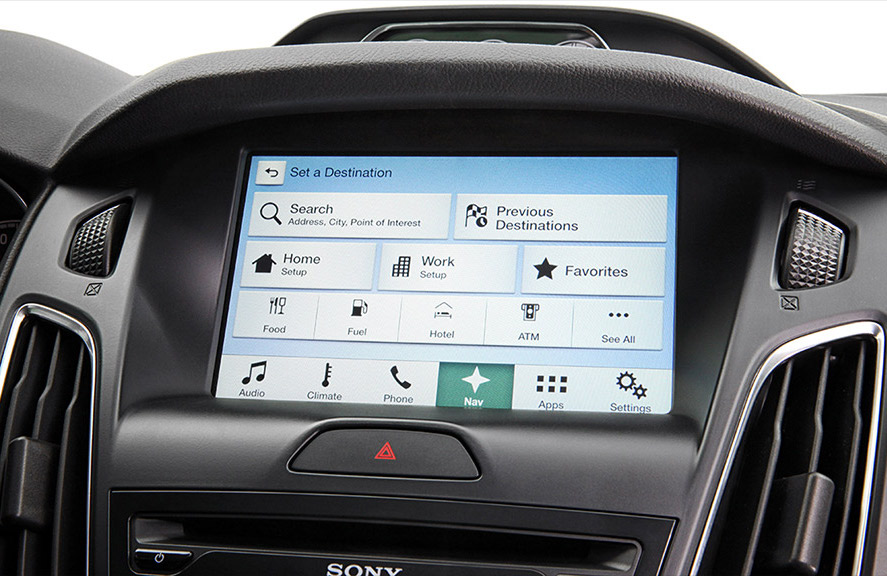 Set a Destination
Search
Address, City, Point of Interest
Previous
Destinations
Home
Setup
Work
Setup
Favorites
Food
Fuel
Hotel
ATM
See All
Audio
Climate
Phone
Nav
Apps
Settings
SONY